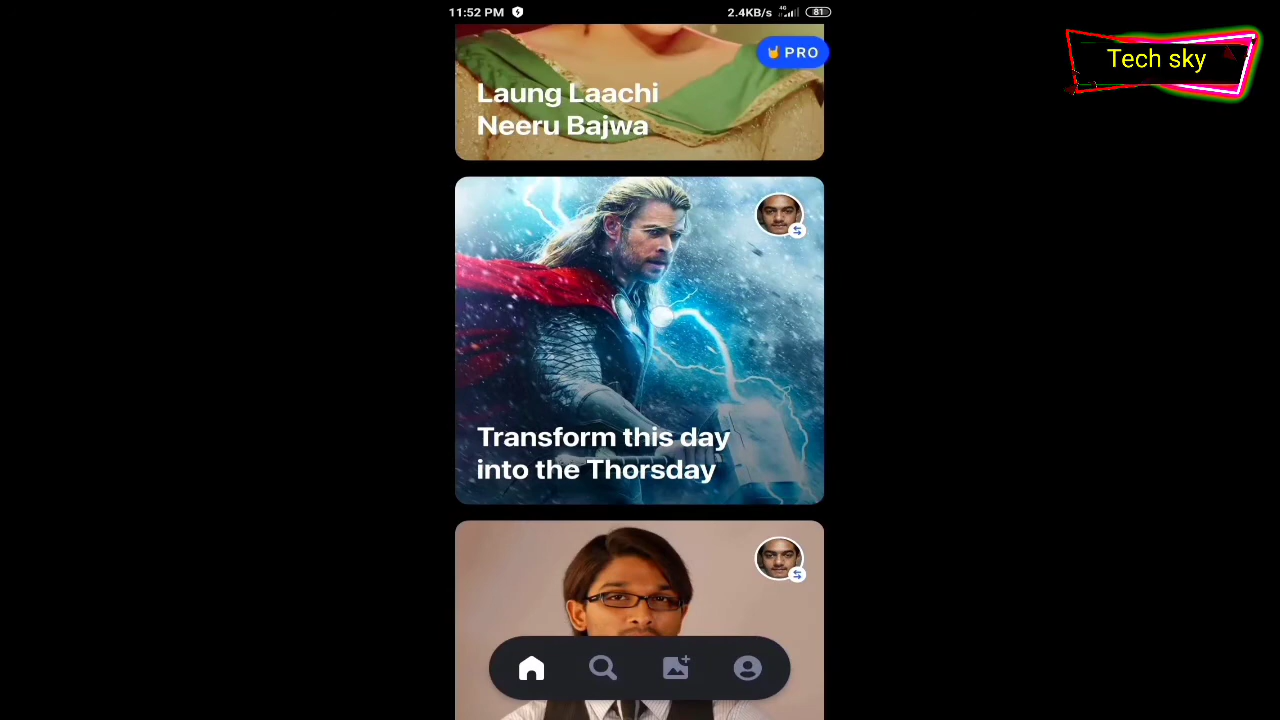 11:52 PM
2.4KB/s 4G 81
PRO
Tech sky
Laung Laachi
Neeru Bajwa
Transform this day
into the Thorsday